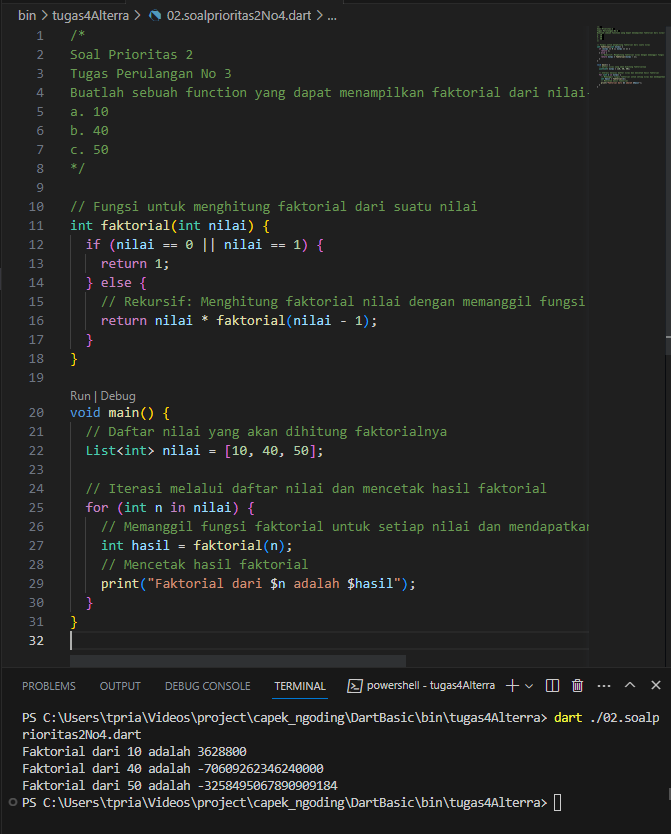 bin > tugas4Alterra > 02.soalprioritas2No4.dart > ...
1 /*
2 Soal Prioritas 2
3 Tugas Perulangan No 3
4 Buatlah sebuah function yang dapat menampilkan faktorial dari nilai
5 a. 10
6 b. 40
7 c. 50
8 */
9
10 // Fungsi untuk menghitung faktorial dari suatu nilai
11 int faktorial(int nilai) {
12 if (nilai == 0 || nilai == 1) {
13 return 1;
14 } else {
15 // Rekursif: Menghitung faktorial nilai dengan memanggil fungsi
16 return nilai * faktorial(nilai - 1);
17 }
18 }
19
Run | Debug
20 void main() {
21 // Daftar nilai yang akan dihitung faktorialnya
22 List<int> nilai = [10, 40, 50];
23
24 // Iterasi melalui daftar nilai dan mencetak hasil faktorial
25 for (int n in nilai) {
26 // Memanggil fungsi faktorial untuk setiap nilai dan mendapatkan
27 int hasil = faktorial(n);
28 // Mencetak hasil faktorial
29 print("Faktorial dari $n adalah $hasil");
30 }
31 }
32
PROBLEMS OUTPUT DEBUG CONSOLE TERMINAL powershell - tugas4Alterra
PS C:\Users\tpria\Videos\project\capek_ngoding\DartBasic\bin\tugas4Alterra> dart ./02.soalp
rioritas2No4.dart
Faktorial dari 10 adalah 3628800
Faktorial dari 40 adalah -70609262346240000
Faktorial dari 50 adalah -3258495067890909184
PS C:\Users\tpria\Videos\project\capek_ngoding\DartBasic\bin\tugas4Alterra>